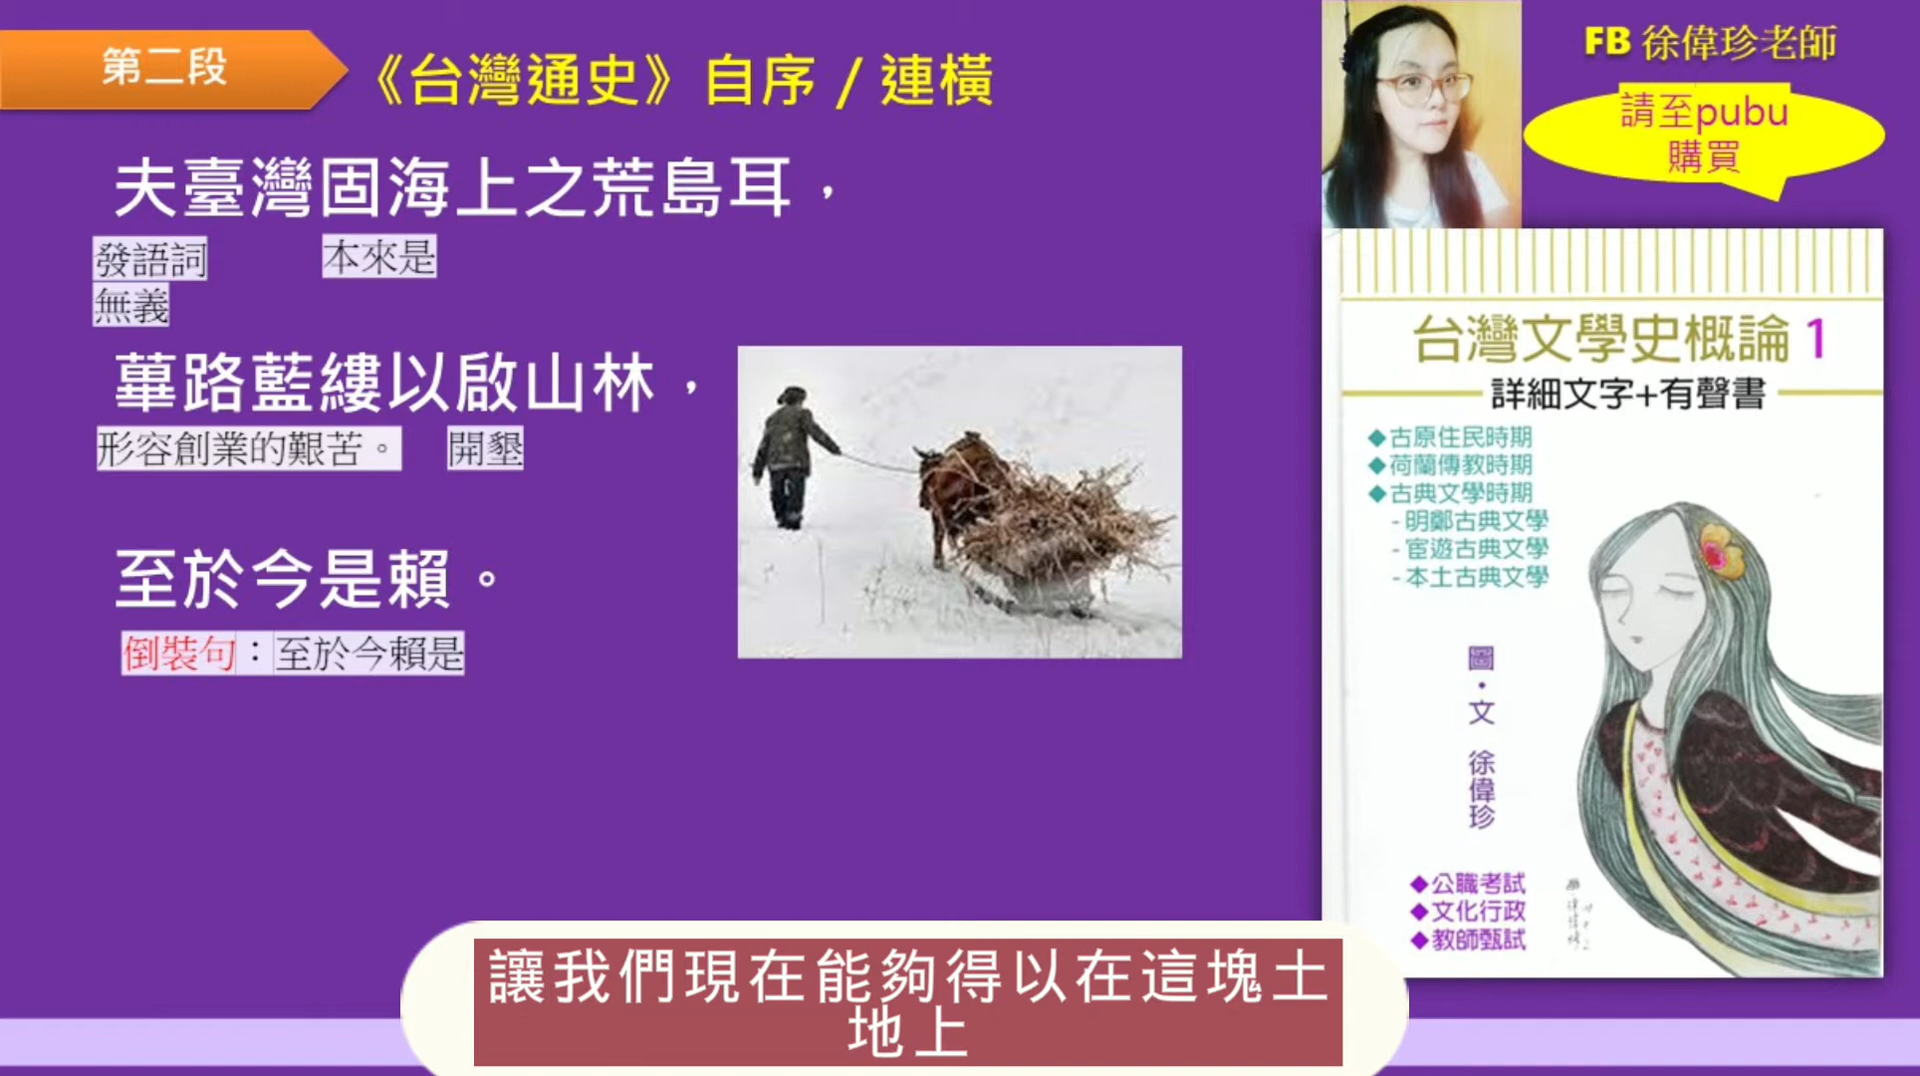 第二段
《台灣通史》自序 / 連橫
夫臺灣固海上之荒島耳，
發語詞
無義
本來是
蓽路藍縷以啟山林，
形容創業的艱苦。
開墾
至於今是賴。
倒裝句：至於今賴是
FB 徐偉珍老師
請至pubu
購買
台灣文學史概論 1
詳細文字+有聲書
◆古原住民時期
◆荷蘭傳教時期
◆古典文學時期
-明鄭古典文學
-宦遊古典文學
-本土古典文學
圖・文 徐偉珍
◆公職考試
◆文化行政
◆教師甄試
讓我們現在能夠得以在這塊土
地上